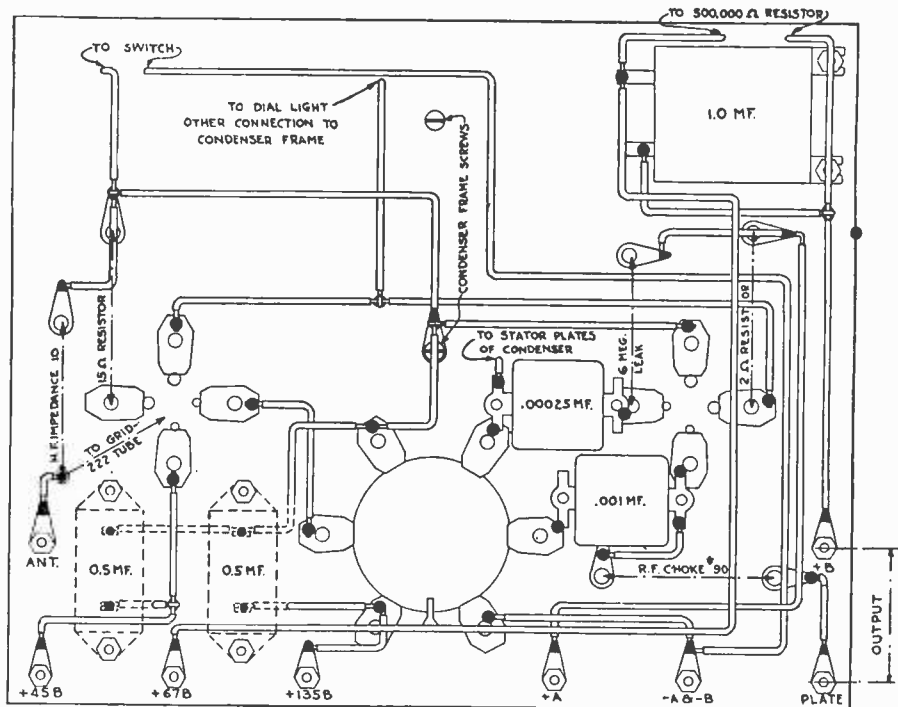 TO 500,000 Ω RESISTOR
TO SWITCH
TO DIAL LIGHT
OTHER CONNECTION TO
CONDENSER FRAME
CONDENSER FRAME SCREWS
1.0 MF.
15 Ω RESISTOR
H.F. IMPEDANCE 10
TO GRID-
222 TUBE
TO STATOR PLATES
OF CONDENSER
6 MEG.
LEAK
2 Ω RESISTOR
.00025 MF.
.001 MF.
ANT.
0.5 MF.
0.5 MF.
R.F. CHOKE #90
+B
OUTPUT
+45B
+67B
+135B
+A
-A & -B
PLATE